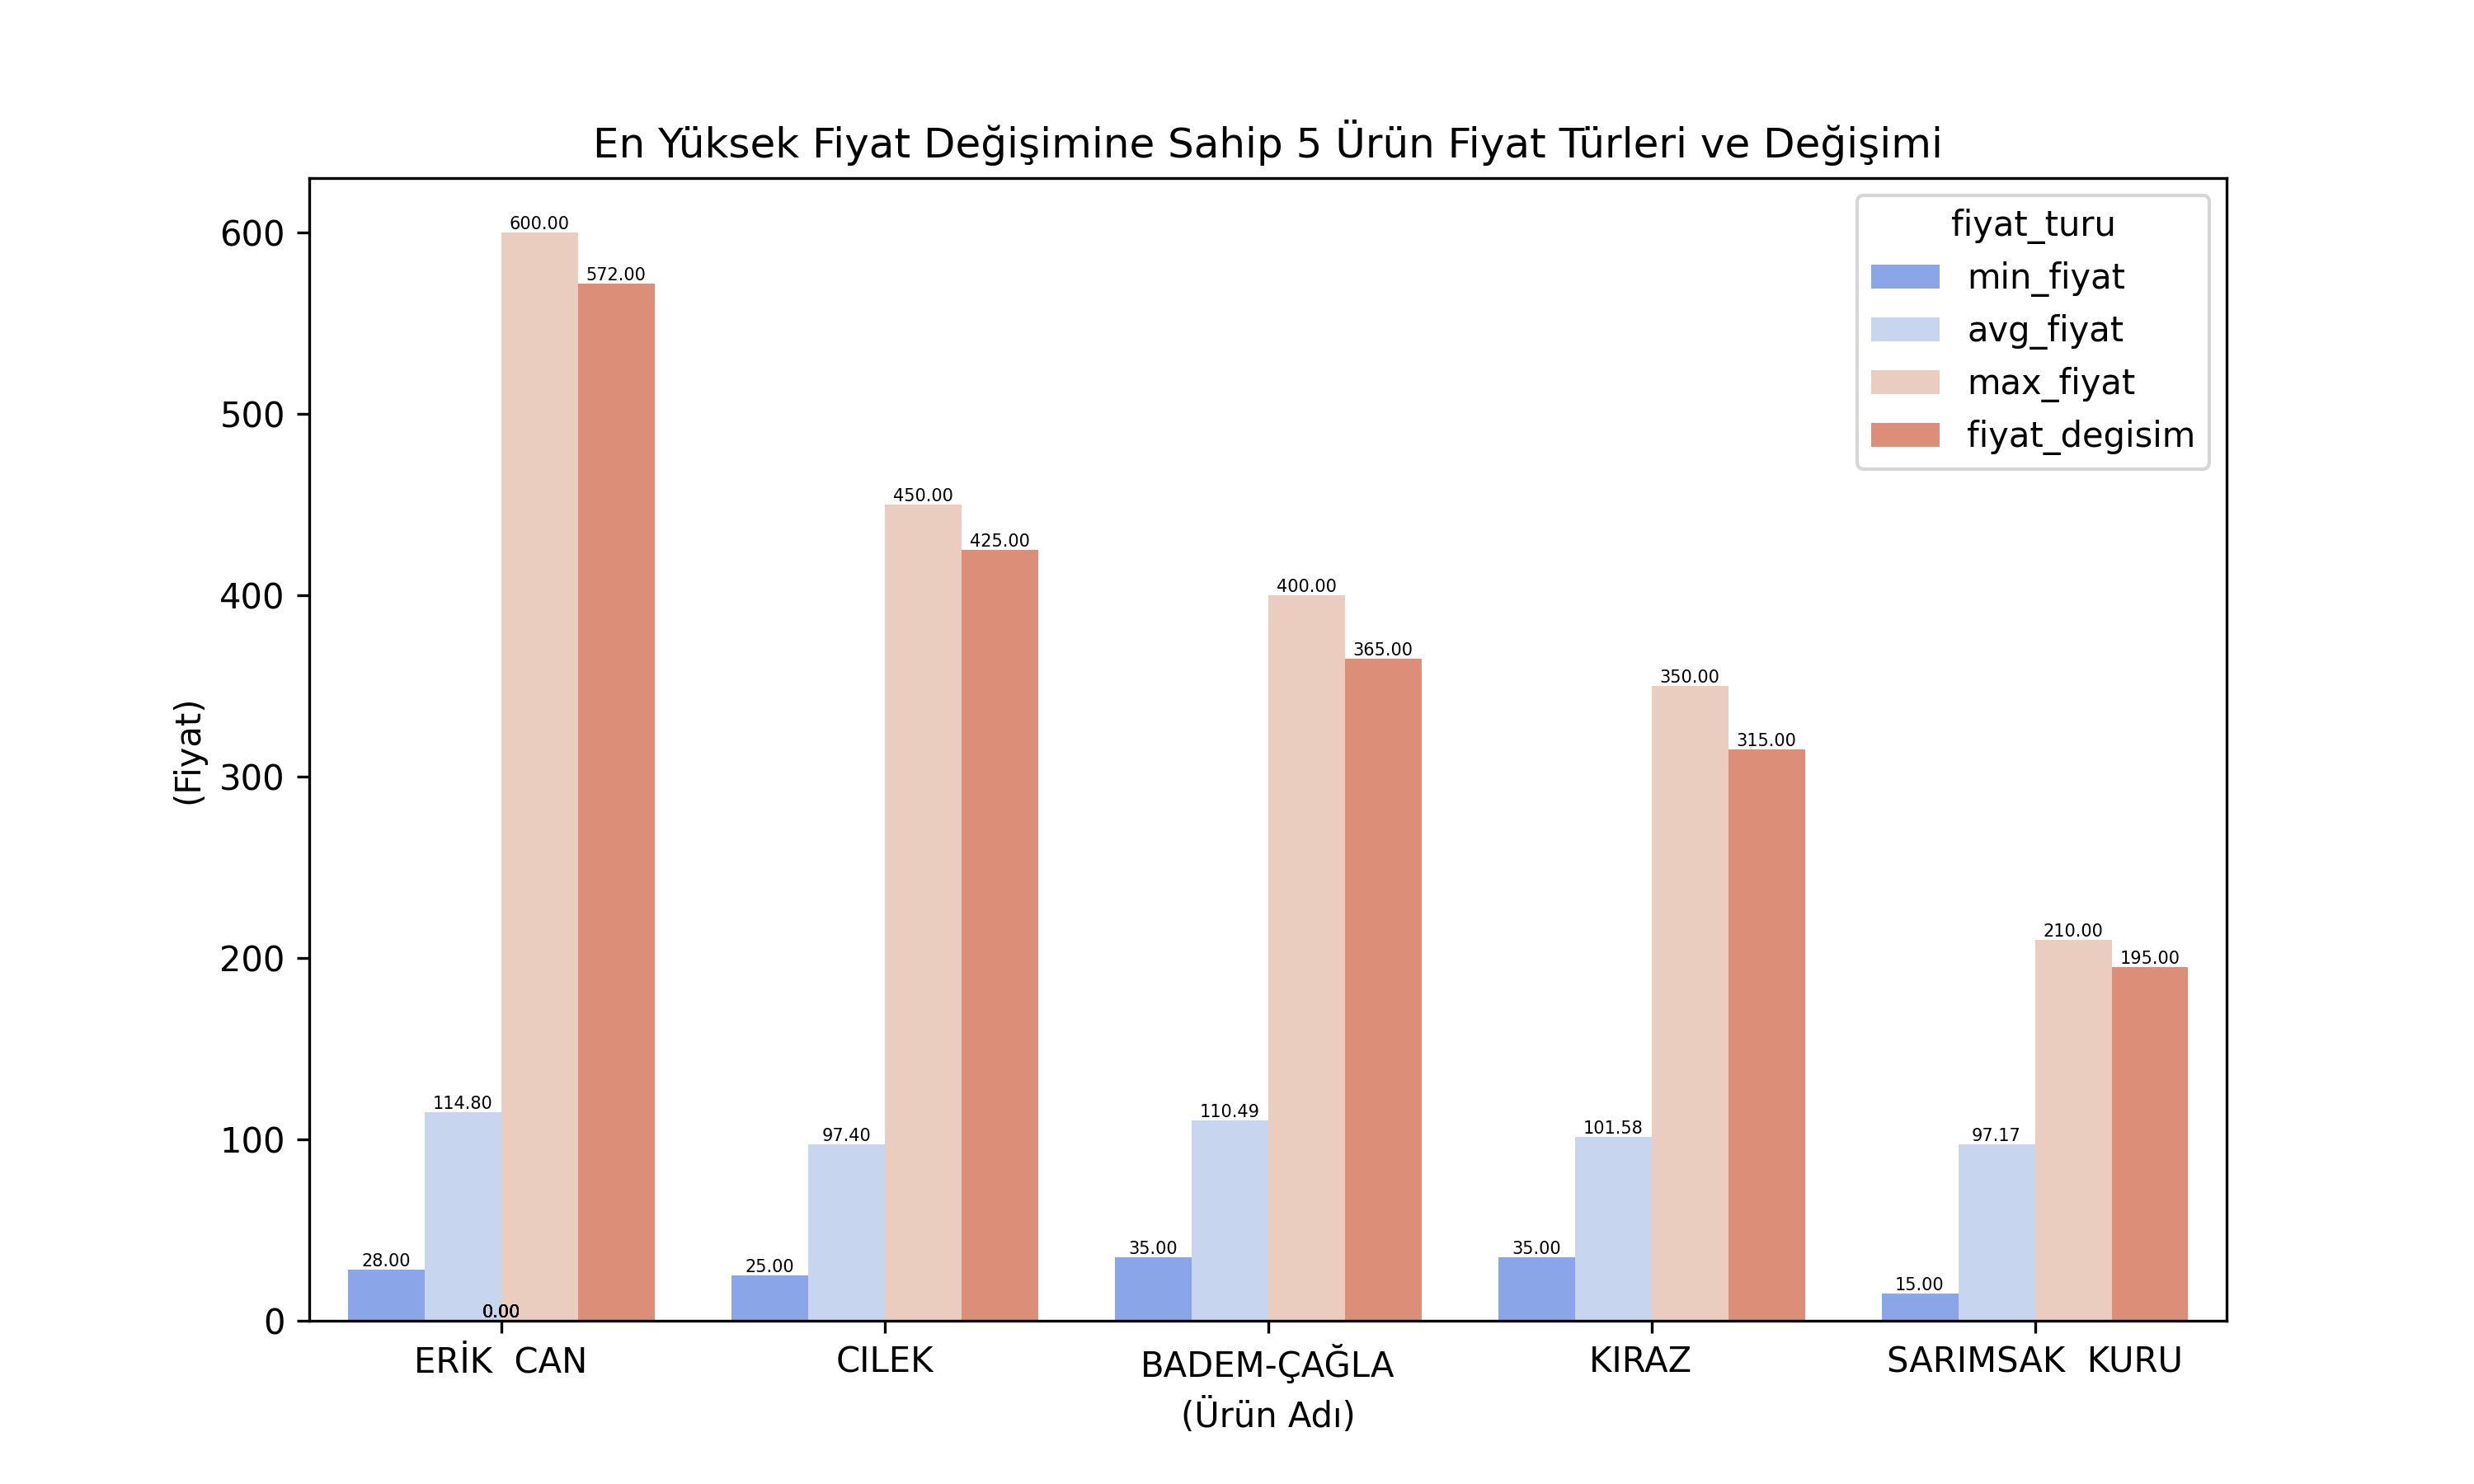 En Yüksek Fiyat Değişimine Sahip 5 Ürün Fiyat Türleri ve Değişimi
fiyat_turu
min_fiyat
avg_fiyat
max_fiyat
fiyat_degisim
(Fiyat)
600
500
400
300
200
100
0
28.00
114.80
600.00
572.00
0.00
25.00
97.40
450.00
425.00
35.00
110.49
400.00
365.00
35.00
101.58
350.00
315.00
15.00
97.17
210.00
195.00
ERİK  CAN
CILEK
BADEM-ÇAĞLA
KIRAZ
SARIMSAK  KURU
(Ürün Adı)